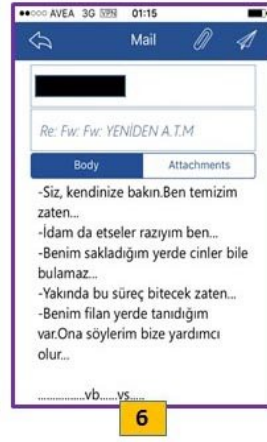 AVEA 3G VPN 01:15
Mail
Re: Fw: Fw: YENİDEN A.T.M
Body Attachments
-Siz, kendinize bakın.Ben temizim
zaten...
-İdam da etseler razıyım ben...
-Benim sakladığım yerde cinler bile
bulamaz...
-Yakında bu süreç bitecek zaten...
-Benim filan yerde tanıdığım
var.Ona söylerim bize yardımcı
olur...
................vb......vs.....
6